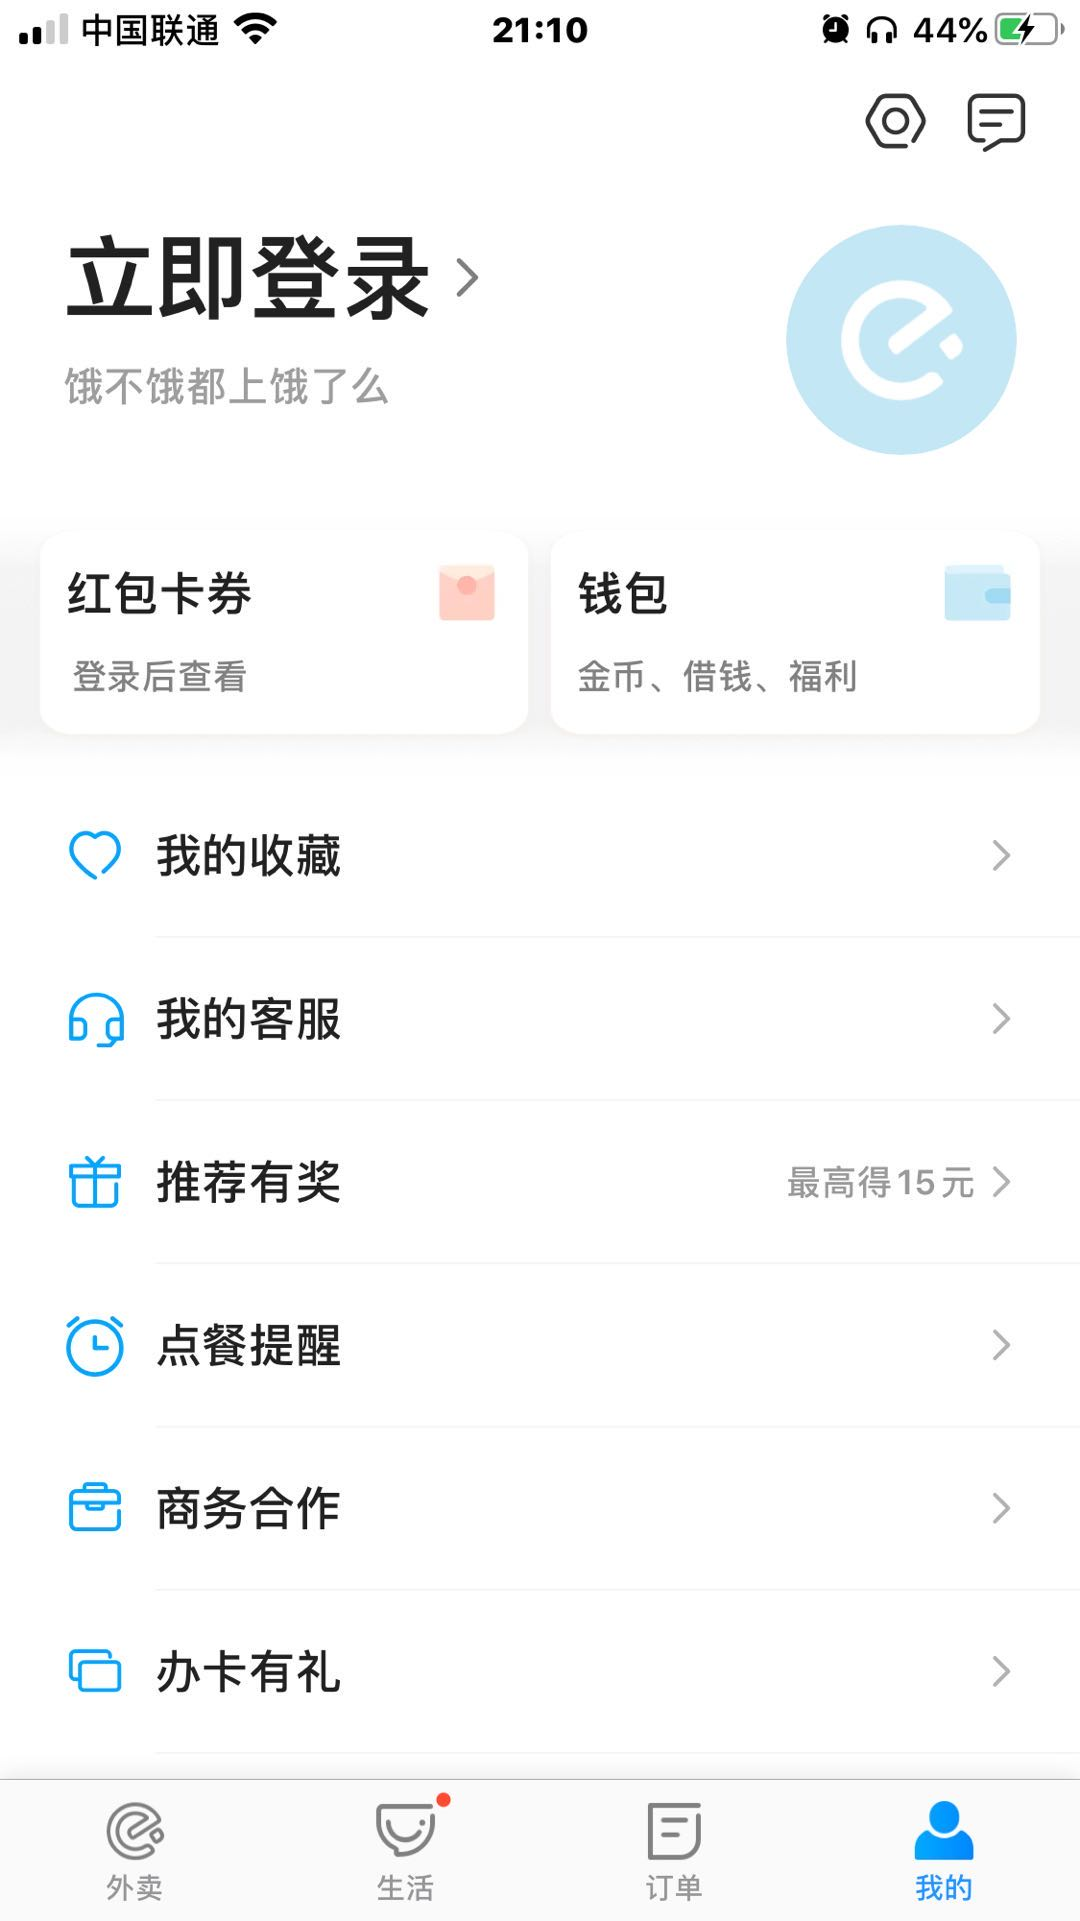 中国联通 21:10 44%
立即登录
饿不饿都上饿了么
红包卡券 钱包
登录后查看 金币、借钱、福利
我的收藏
我的客服
推荐有奖 最高得15元
点餐提醒
商务合作
办卡有礼
外卖 生活 订单 我的